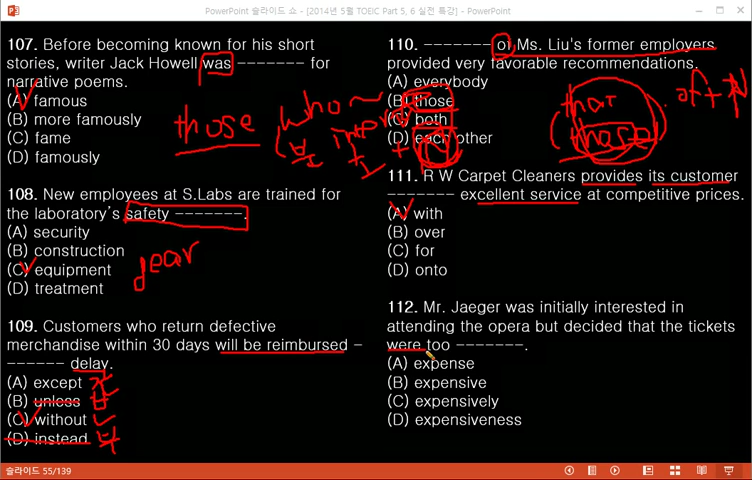 PowerPoint 슬라이드 쇼 - [2014년 5월 TOEIC Part 5, 6 실전 특강] - PowerPoint
107. Before becoming known for his short
stories, writer Jack Howell was ------- for
narrative poems.
(A) famous
(B) more famously
(C) fame
(D) famously
those
who~
108. New employees at S.Labs are trained for
the laboratory's safety -------.
(A) security
(B) construction
(C) equipment
(D) treatment
gear
109. Customers who return defective
merchandise within 30 days will be reimbursed -
------ delay.
(A) except 전
(B) unless
(C) without
(D) instead 부
110. ------- of Ms. Liu's former employers
provided very favorable recommendations.
(A) everybody
(B) those
(C) both
(D) each other
that
those
of +
111. R W Carpet Cleaners provides its customer
------- excellent service at competitive prices.
(A) with
(B) over
(C) for
(D) onto
112. Mr. Jaeger was initially interested in
attending the opera but decided that the tickets
were too -------.
(A) expense
(B) expensive
(C) expensively
(D) expensiveness
슬라이드 55/139